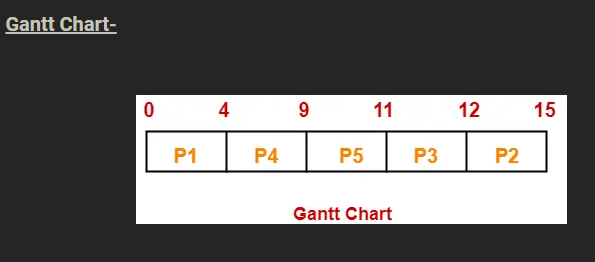 Gantt Chart-
0 4 9 11 12 15
P1 P4 P5 P3 P2
Gantt Chart